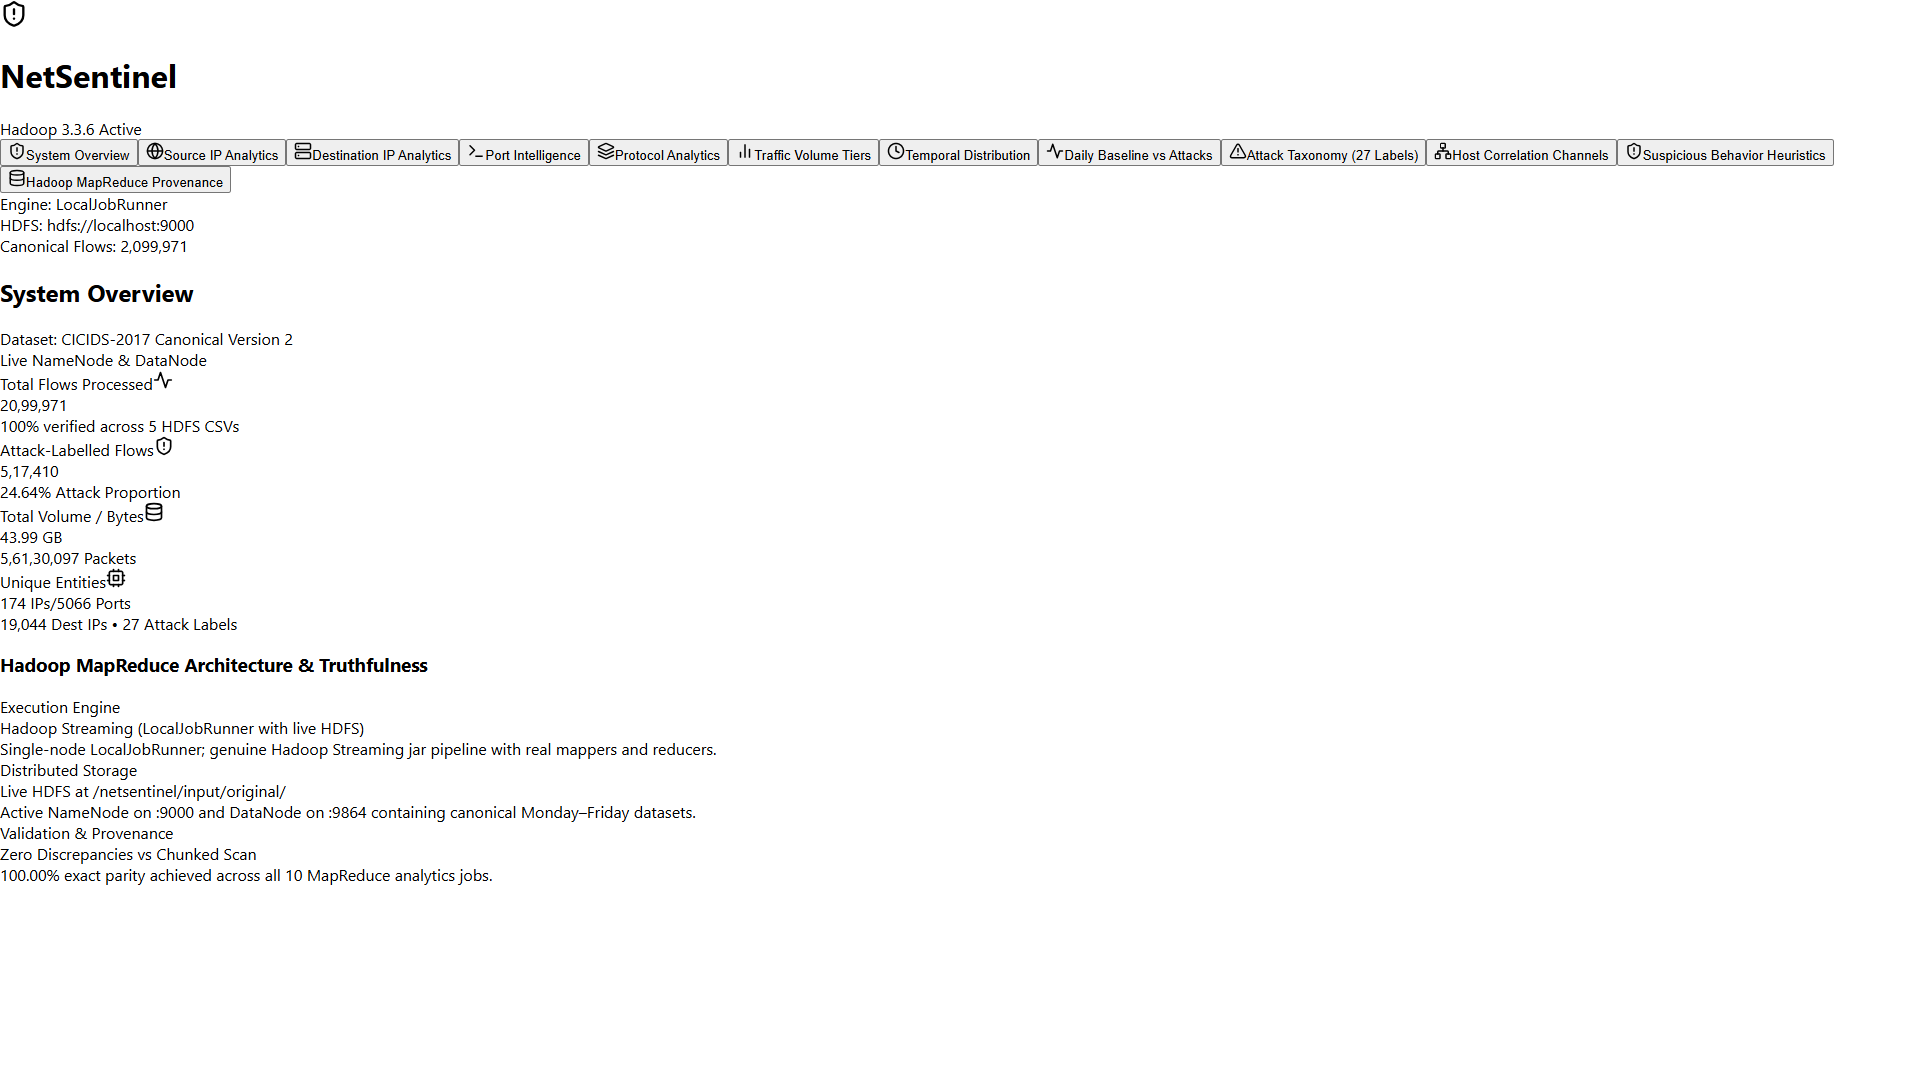 NetSentinel
Hadoop 3.3.6 Active
System Overview Source IP Analytics Destination IP Analytics Port Intelligence Protocol Analytics Traffic Volume Tiers Temporal Distribution Daily Baseline vs Attacks Attack Taxonomy (27 Labels) Host Correlation Channels Suspicious Behavior Heuristics
Hadoop MapReduce Provenance
Engine: LocalJobRunner
HDFS: hdfs://localhost:9000
Canonical Flows: 2,099,971
System Overview
Dataset: CICIDS-2017 Canonical Version 2
Live NameNode & DataNode
Total Flows Processed
20,99,971
100% verified across 5 HDFS CSVs
Attack-Labelled Flows
5,17,410
24.64% Attack Proportion
Total Volume / Bytes
43.99 GB
5,61,30,097 Packets
Unique Entities
174 IPs/5066 Ports
19,044 Dest IPs • 27 Attack Labels
Hadoop MapReduce Architecture & Truthfulness
Execution Engine
Hadoop Streaming (LocalJobRunner with live HDFS)
Single-node LocalJobRunner; genuine Hadoop Streaming jar pipeline with real mappers and reducers.
Distributed Storage
Live HDFS at /netsentinel/input/original/
Active NameNode on :9000 and DataNode on :9864 containing canonical Monday–Friday datasets.
Validation & Provenance
Zero Discrepancies vs Chunked Scan
100.00% exact parity achieved across all 10 MapReduce analytics jobs.